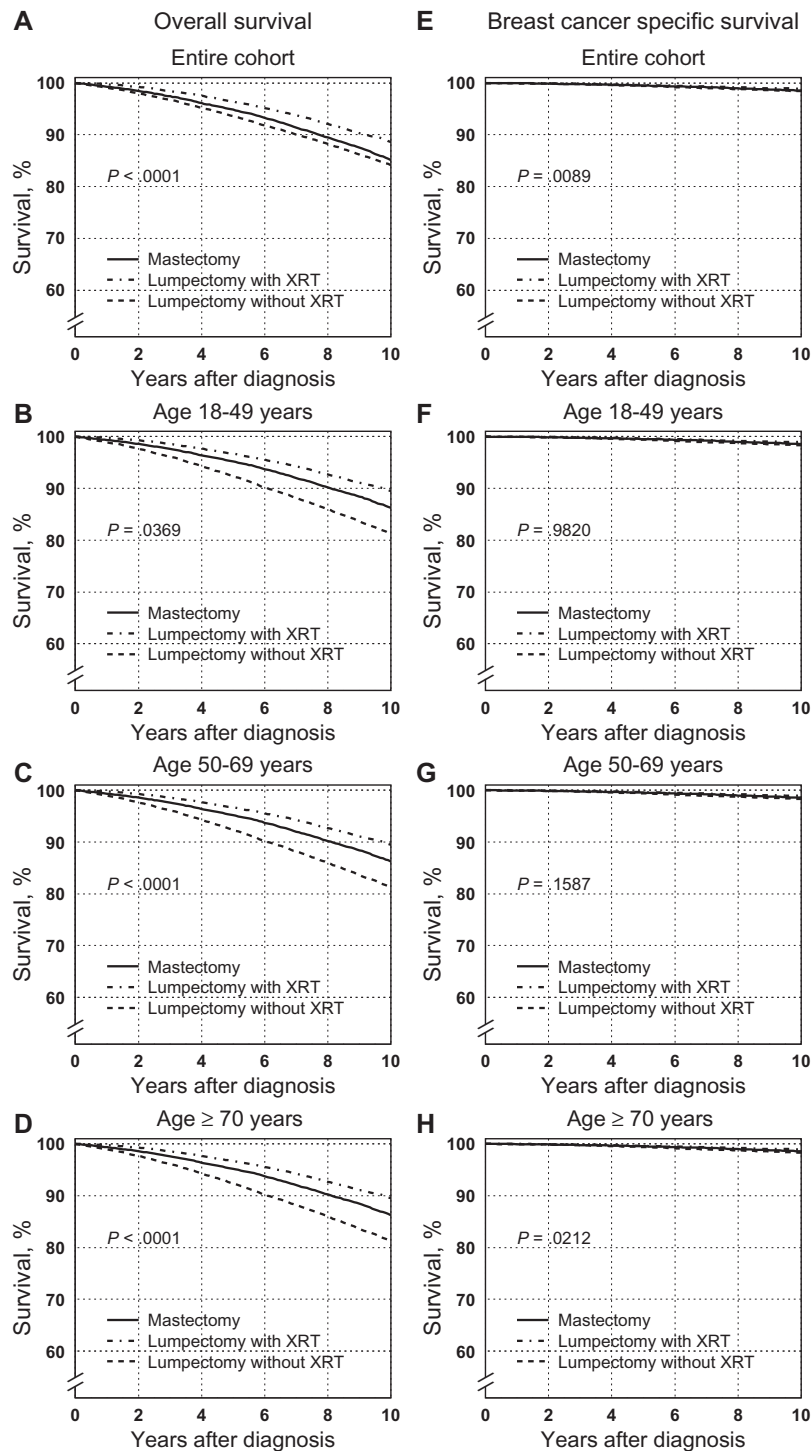 A Overall survival
Entire cohort
100
90
80
70
60
Survival, %
P < .0001
Mastectomy
Lumpectomy with XRT
Lumpectomy without XRT
0 2 4 6 8 10
Years after diagnosis
E Breast cancer specific survival
Entire cohort
100
90
80
70
60
Survival, %
P = .0089
Mastectomy
Lumpectomy with XRT
Lumpectomy without XRT
0 2 4 6 8 10
Years after diagnosis
B Age 18-49 years
100
90
80
70
60
Survival, %
P = .0369
Mastectomy
Lumpectomy with XRT
Lumpectomy without XRT
0 2 4 6 8 10
Years after diagnosis
F Age 18-49 years
100
90
80
70
60
Survival, %
P = .9820
Mastectomy
Lumpectomy with XRT
Lumpectomy without XRT
0 2 4 6 8 10
Years after diagnosis
C Age 50-69 years
100
90
80
70
60
Survival, %
P < .0001
Mastectomy
Lumpectomy with XRT
Lumpectomy without XRT
0 2 4 6 8 10
Years after diagnosis
G Age 50-69 years
100
90
80
70
60
Survival, %
P = .1587
Mastectomy
Lumpectomy with XRT
Lumpectomy without XRT
0 2 4 6 8 10
Years after diagnosis
D Age ≥ 70 years
100
90
80
70
60
Survival, %
P < .0001
Mastectomy
Lumpectomy with XRT
Lumpectomy without XRT
0 2 4 6 8 10
Years after diagnosis
H Age ≥ 70 years
100
90
80
70
60
Survival, %
P = .0212
Mastectomy
Lumpectomy with XRT
Lumpectomy without XRT
0 2 4 6 8 10
Years after diagnosis